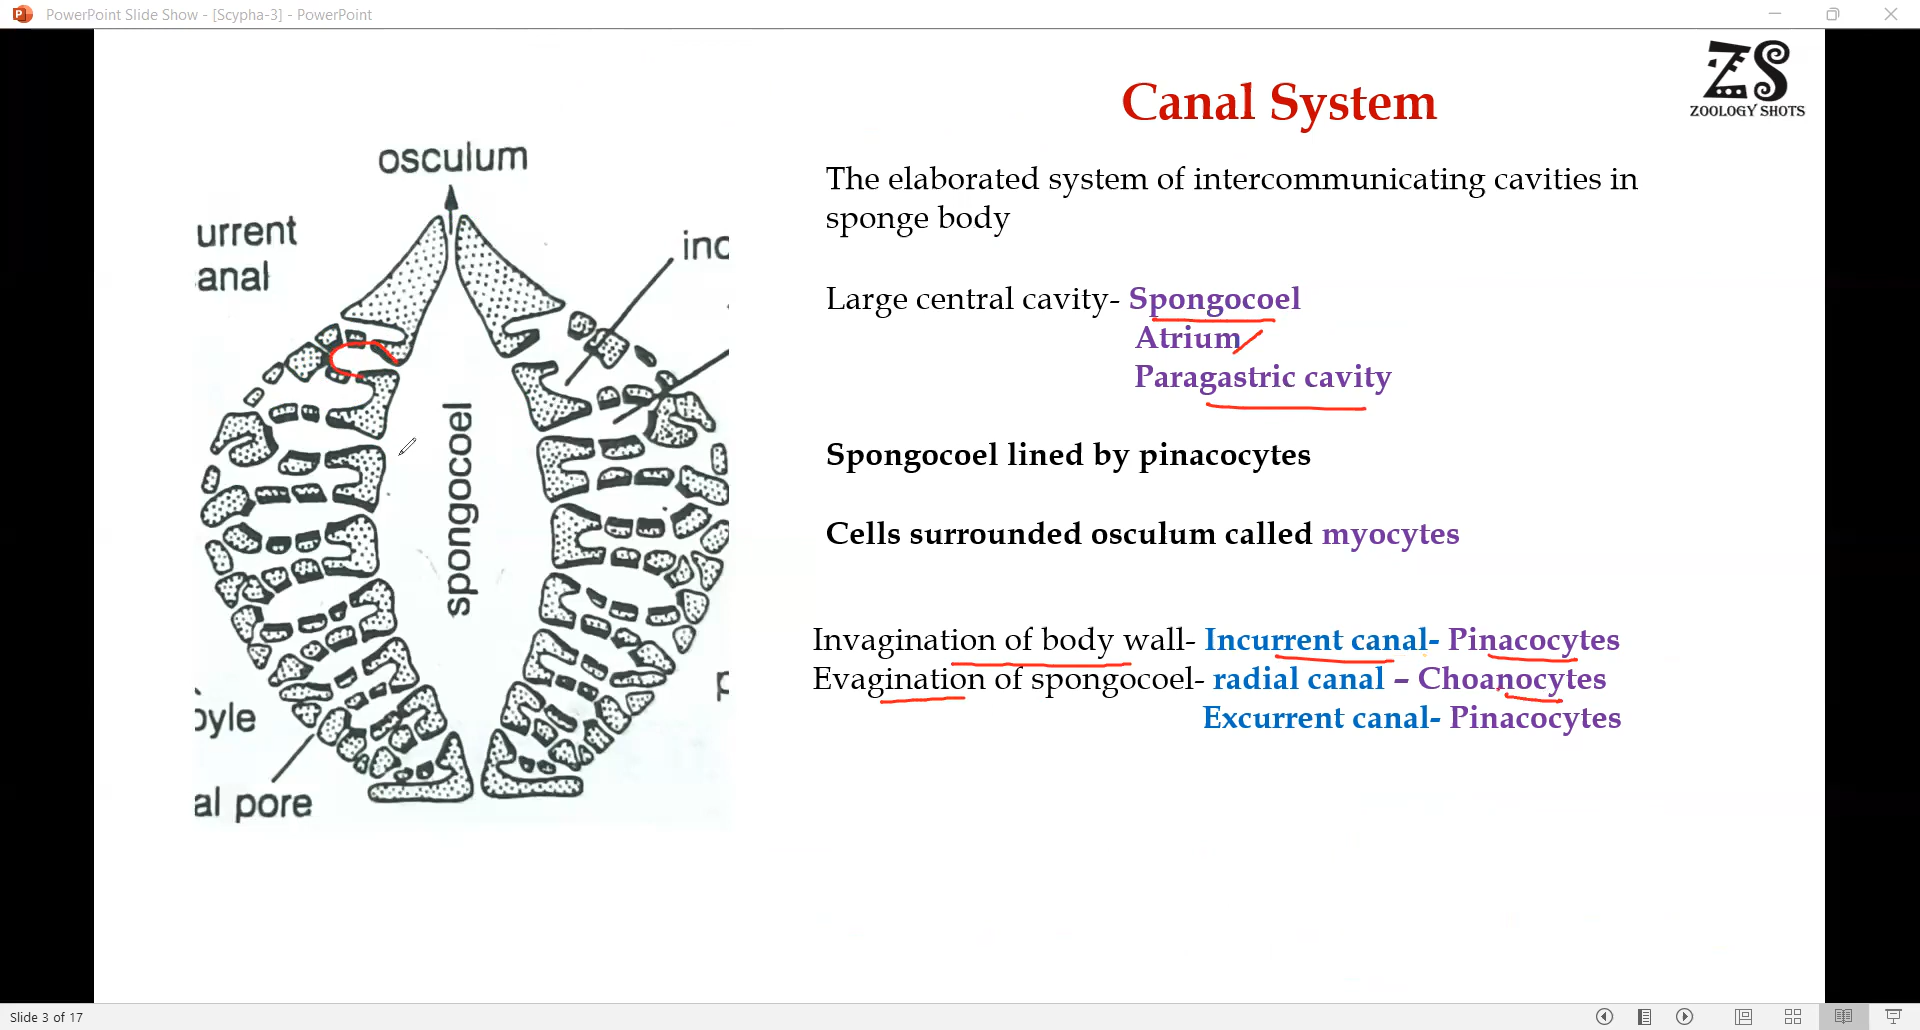 PowerPoint Slide Show - [Scypha-3] - PowerPoint
ZS
ZOOLOGY SHOTS
Canal System
osculum
urrent
anal
inc
spongocoel
oyle
al pore
p
The elaborated system of intercommunicating cavities in
sponge body
Large central cavity- Spongocoel
Atrium
Paragastric cavity
Spongocoel lined by pinacocytes
Cells surrounded osculum called myocytes
Invagination of body wall- Incurrent canal- Pinacocytes
Evagination of spongocoel- radial canal – Choanocytes
Excurrent canal- Pinacocytes
Slide 3 of 17